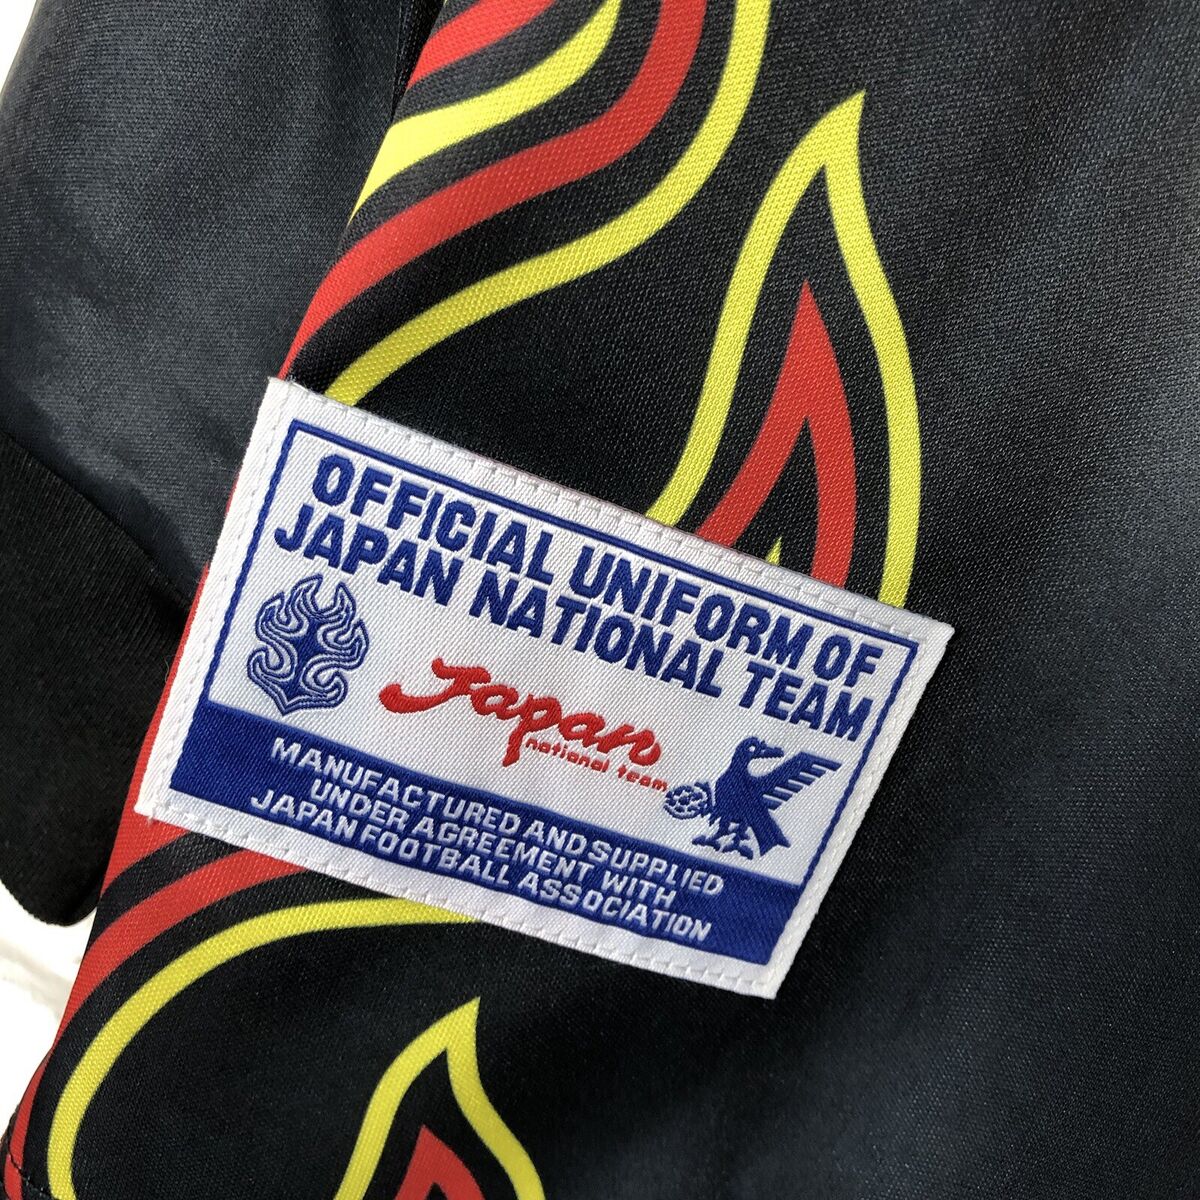 OFFICIAL UNIFORM OF
JAPAN NATIONAL TEAM
Japan
national team
MANUFACTURED AND SUPPLIED
UNDER AGREEMENT WITH
JAPAN FOOTBALL ASSOCIATION